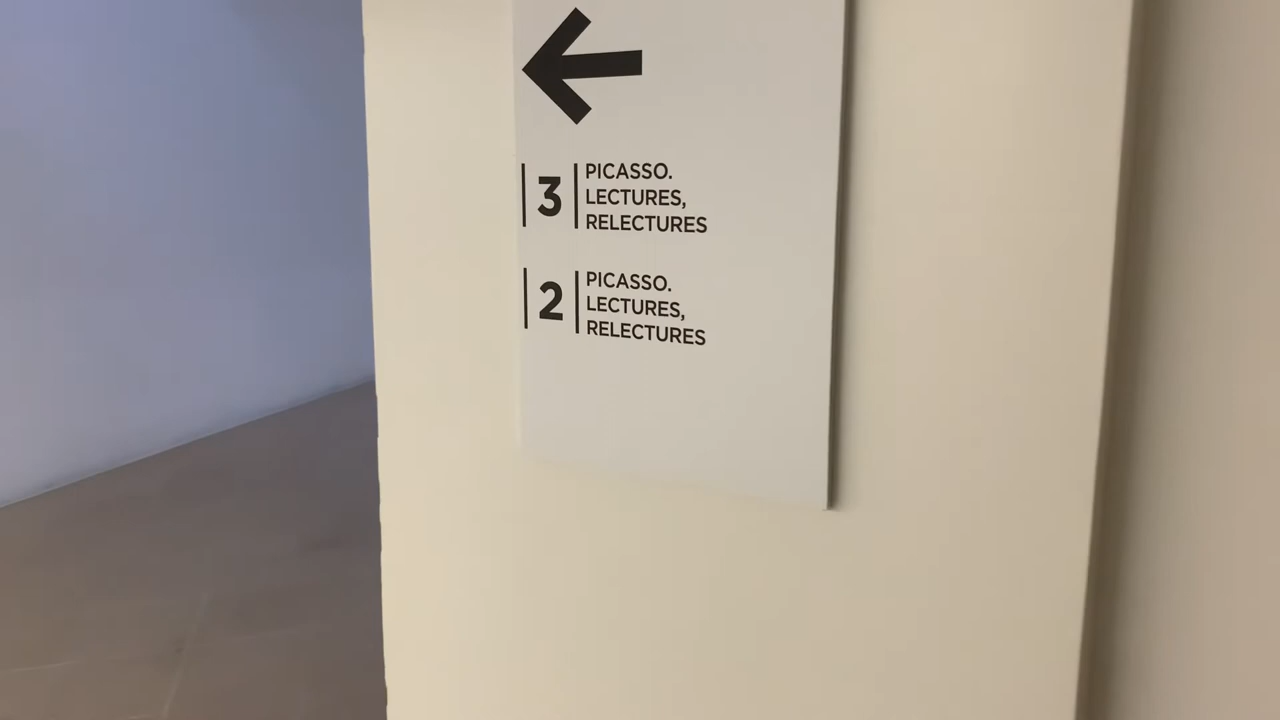 3
PICASSO.
LECTURES,
RELECTURES
2
PICASSO.
LECTURES,
RELECTURES